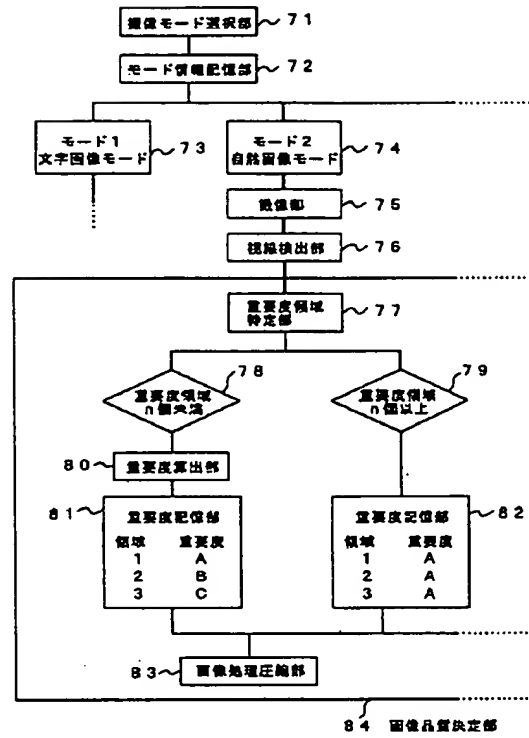 撮像モード選択部 71
モード情報記憶部 72
モード1
文字画像モード 73
モード2
自然画像モード 74
撮像部 75
視線検出部 76
重要度領域
特定部 77
重要度領域
n個未満 78
重要度領域
n個以上 79
80 重要度算出部
81
重要度記憶部
領域 重要度
1 A
2 B
3 C
82
重要度記憶部
領域 重要度
1 A
2 A
3 A
83 画像処理圧縮部
84 画像品質決定部